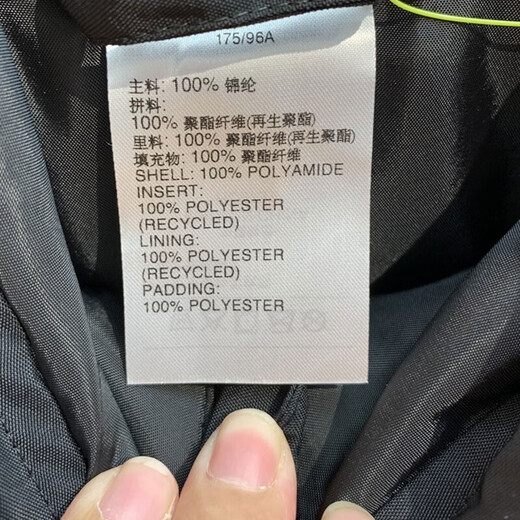 175/96A
主料: 100% 锦纶
拼料:
100% 聚酯纤维(再生聚酯)
里料: 100% 聚酯纤维(再生聚酯)
填充物: 100% 聚酯纤维
SHELL: 100% POLYAMIDE
INSERT:
100% POLYESTER
(RECYCLED)
LINING:
100% POLYESTER
(RECYCLED)
PADDING:
100% POLYESTER